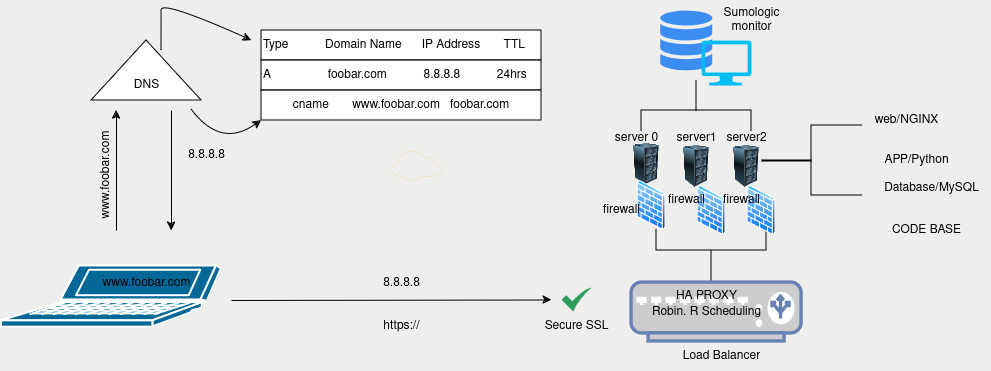 DNS
Type Domain Name IP Address TTL
A foobar.com 8.8.8.8 24hrs
cname www.foobar.com foobar.com
www.foobar.com
8.8.8.8
www.foobar.com
8.8.8.8
https://
Secure SSL
Sumologic
monitor
server 0 server1 server2
firewall firewall firewall
web/NGINX
APP/Python
Database/MySQL
CODE BASE
HA PROXY
Robin. R Scheduling
Load Balancer